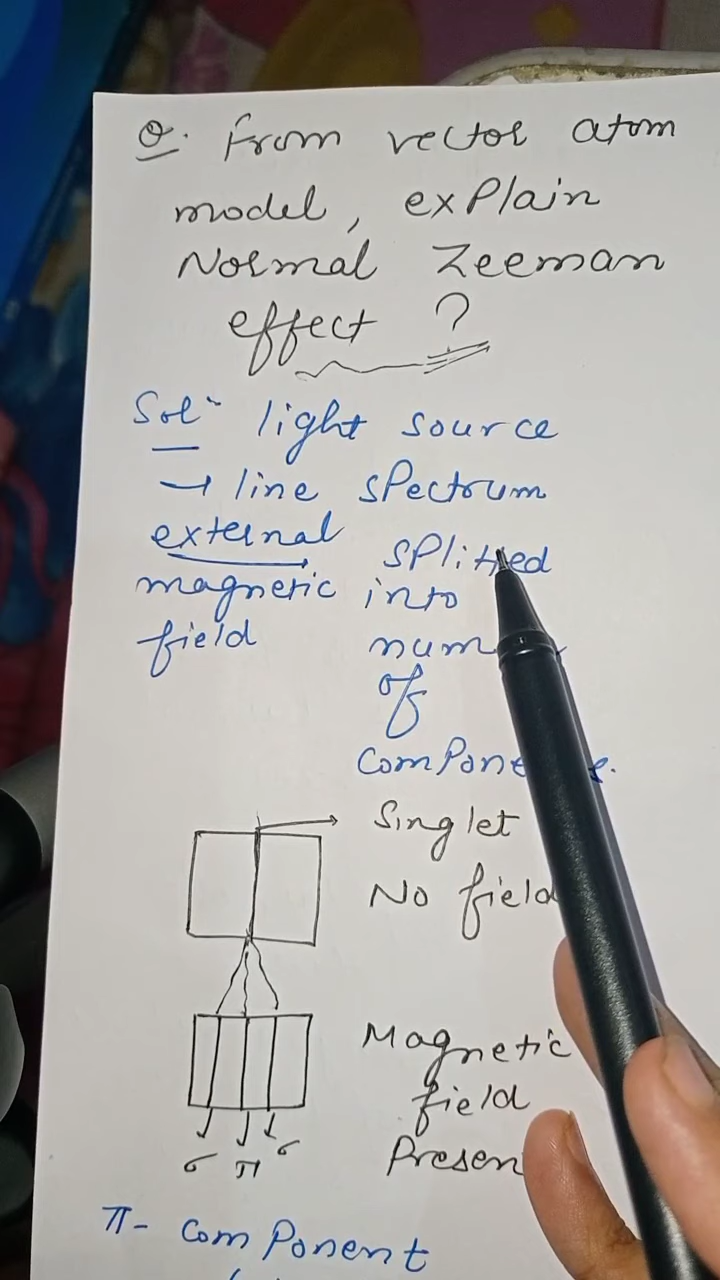 Q. From vector atom
model, explain
Normal Zeeman
effect ?
Sol- light source
→ line spectrum
external
magnetic
field
splitted
into
of
Singlet
No field
Magnetic
field
σ π σ
π- component